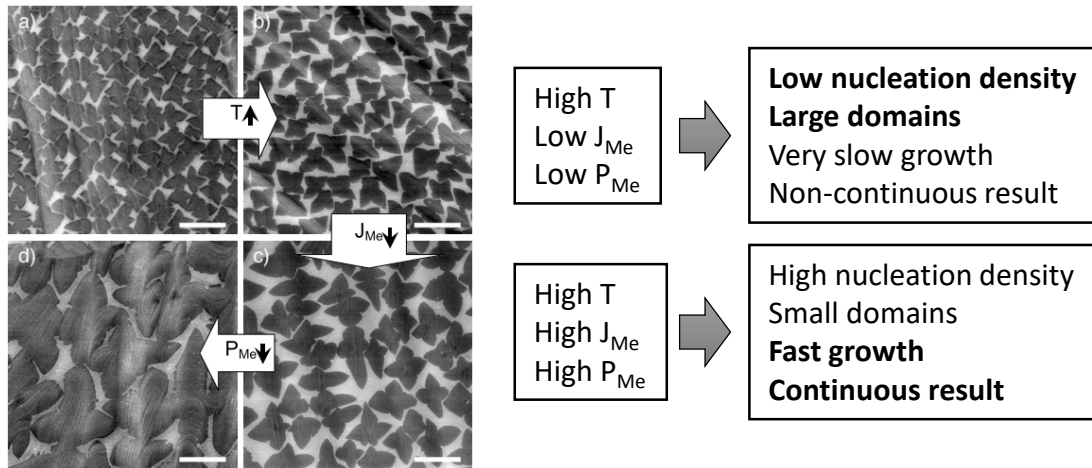 a)
b)
T
J_Me
d)
c)
P_Me
High T
Low J_Me
Low P_Me
Low nucleation density
Large domains
Very slow growth
Non-continuous result
High T
High J_Me
High P_Me
High nucleation density
Small domains
Fast growth
Continuous result